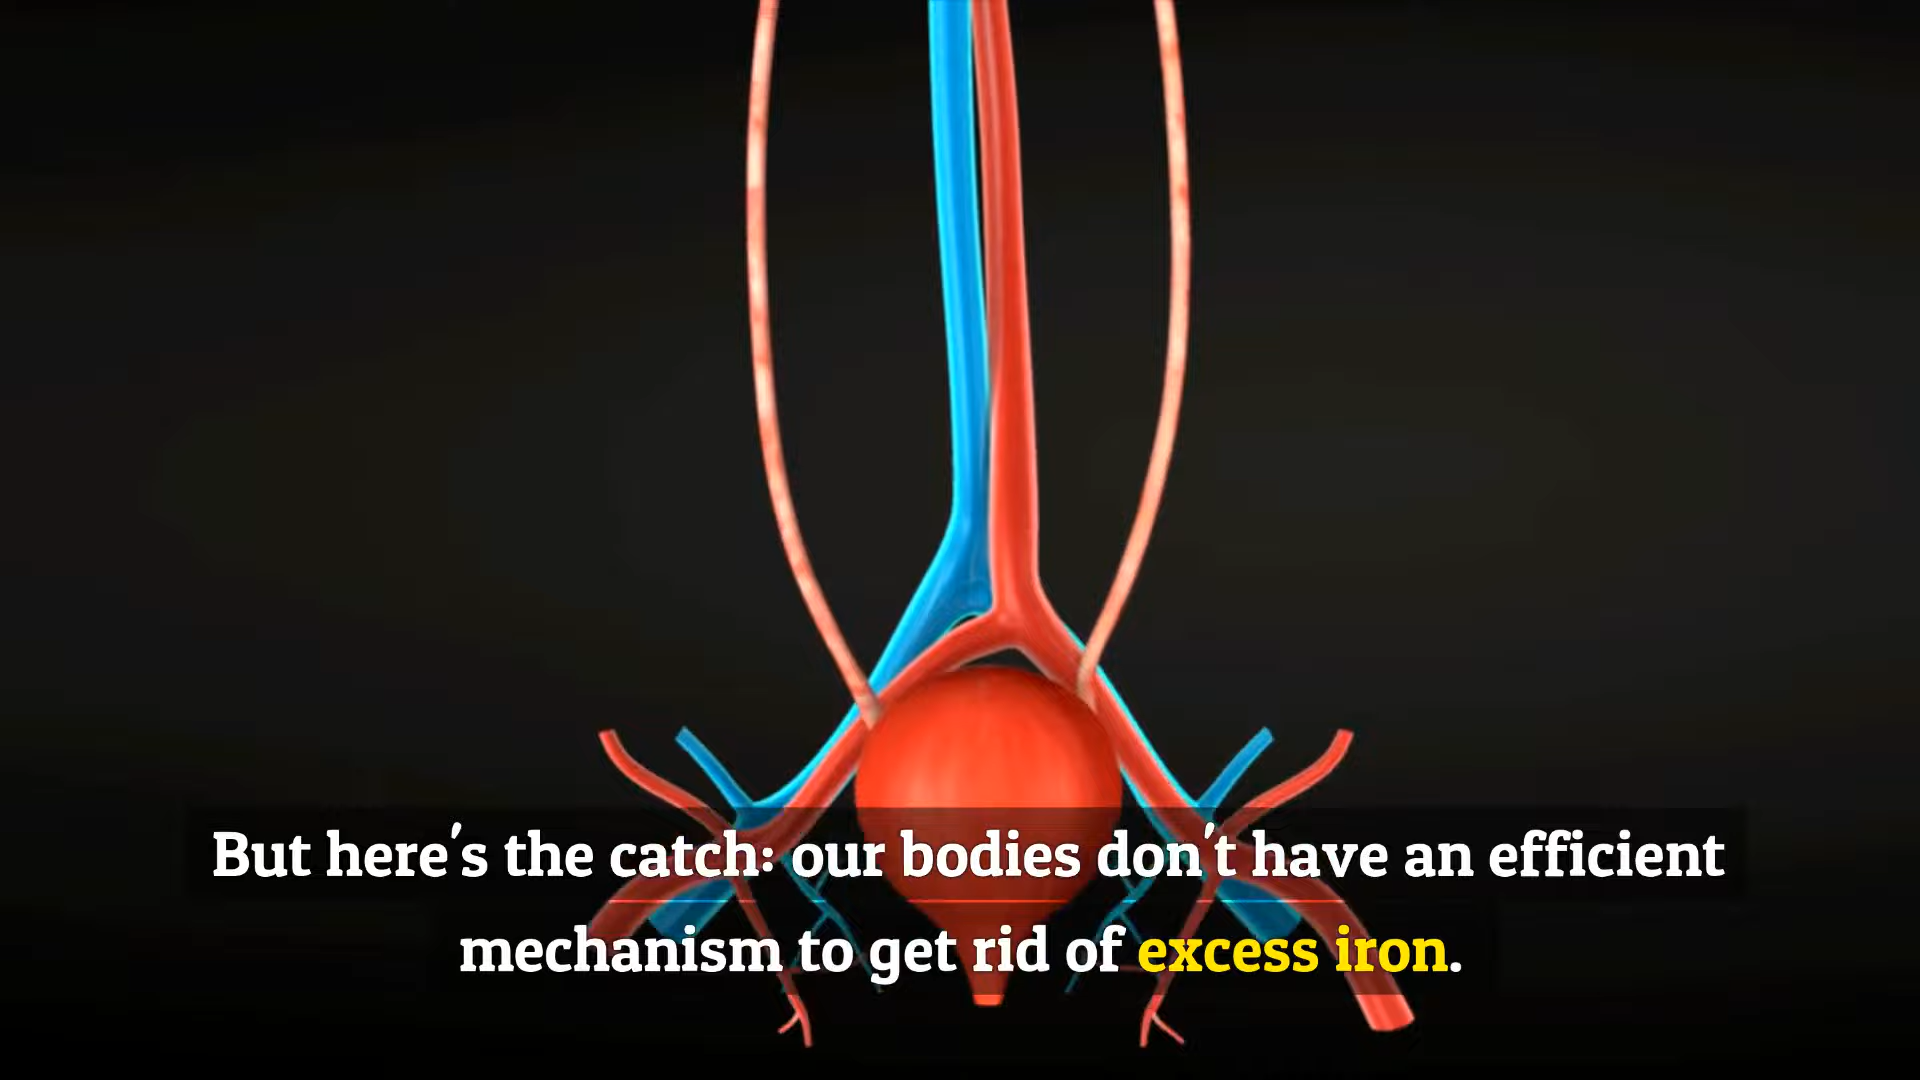 But here's the catch: our bodies don't have an efficient
mechanism to get rid of excess iron.